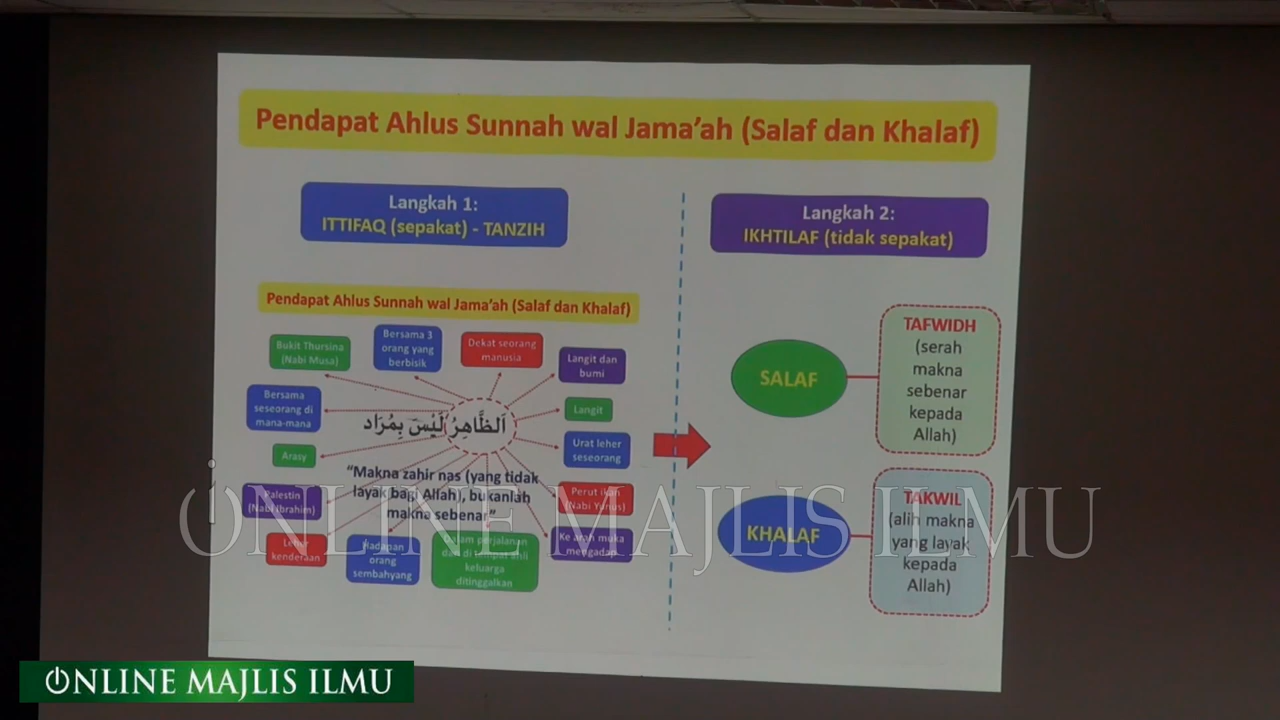 Pendapat Ahlus Sunnah wal Jama'ah (Salaf dan Khalaf)
Langkah 1:
ITTIFAQ (sepakat) - TANZIH
Pendapat Ahlus Sunnah wal Jama'ah (Salaf dan Khalaf)
Bukit Thursina
(Nabi Musa)
Bersama 3
orang yang
berbisik
Dekat seorang
manusia
Langit dan
bumi
Bersama
seseorang di
mana-mana
Langit
اَلظَّاهِرُ لَيْسَ بِمُرَاد
Arasy
Urat leher
seseorang
"Makna zahir nas (yang tidak
layak bagi Allah), bukanlah
makna sebenar"
Palestin
(Nabi Ibrahim)
Perut ikan
(Nabi Yunus)
Leher
kenderaan
Hadapan
orang
sembahyang
dalam perjalanan
dan di tempat ahli
keluarga
ditinggalkan
Ke arah muka
mengadap
Langkah 2:
IKHTILAF (tidak sepakat)
SALAF
TAFWIDH
(serah
makna
sebenar
kepada
Allah)
KHALAF
TAKWIL
(alih makna
yang layak
kepada
Allah)
ONLINE MAJLIS ILMU
ONLINE MAJLIS ILMU